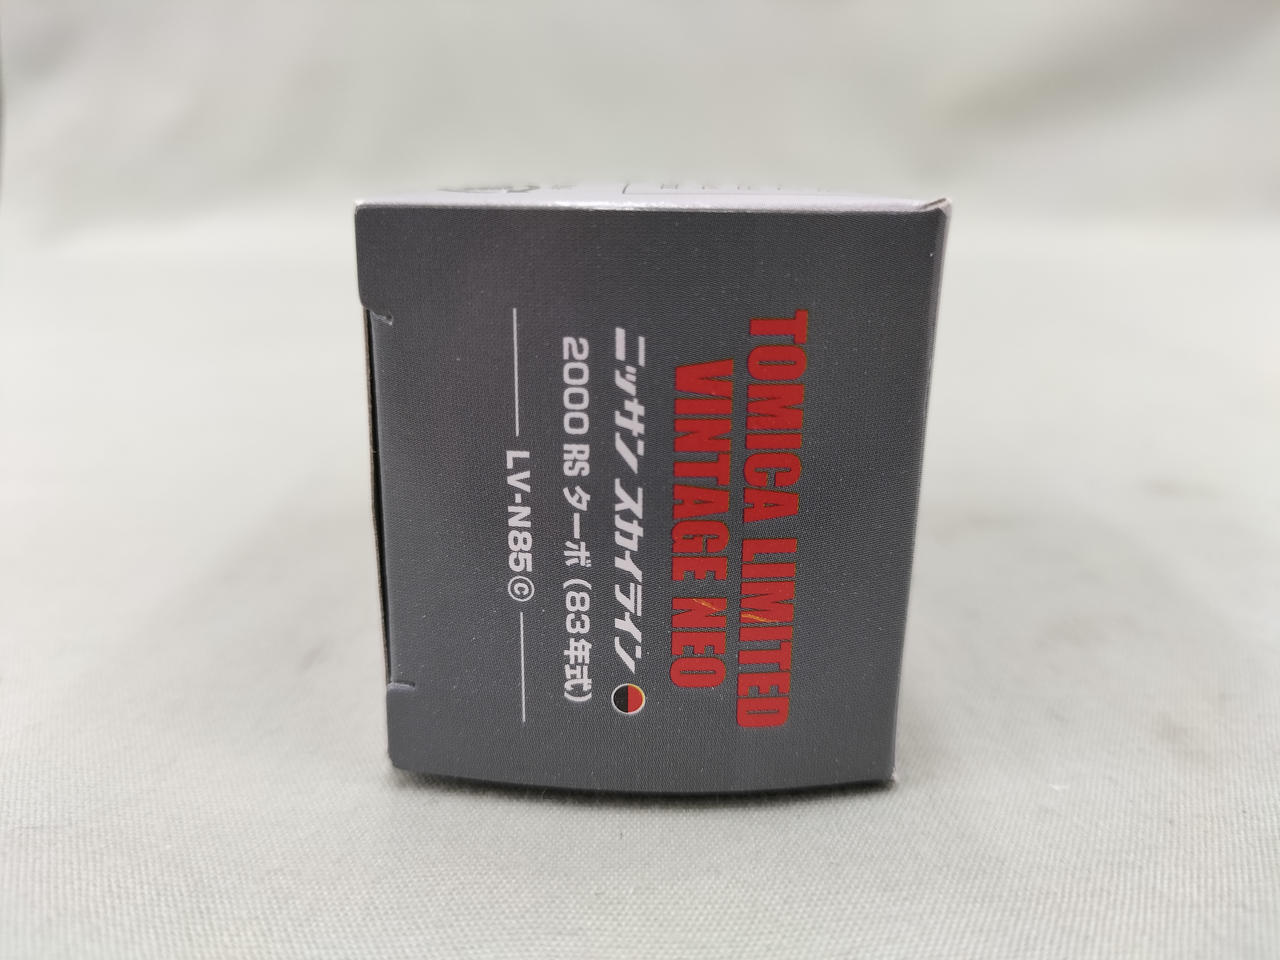 TOMICA LIMITED
VINTAGE NEO
ニッサン スカイライン
2000 RS ターボ (83年式)
LV-N85©